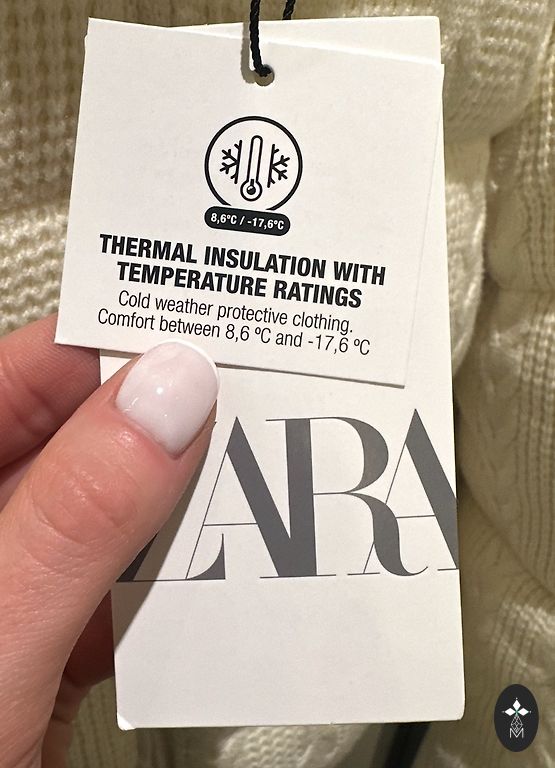 8,6ºC / -17,6ºC
THERMAL INSULATION WITH
TEMPERATURE RATINGS
Cold weather protective clothing.
Comfort between 8,6 ºC and -17,6 ºC
ZARA
M